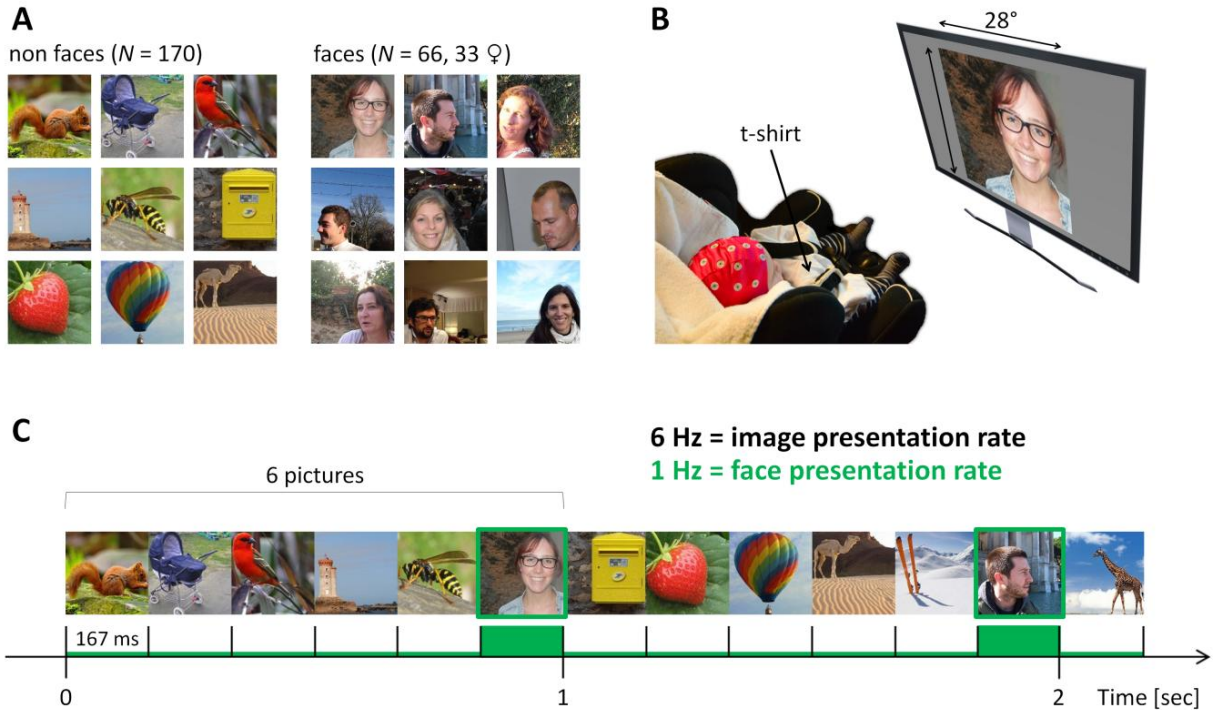 A
non faces (N = 170)
faces (N = 66, 33 ♀)
B
28°
t-shirt
C
6 Hz = image presentation rate
1 Hz = face presentation rate
6 pictures
167 ms
0
1
2
Time [sec]